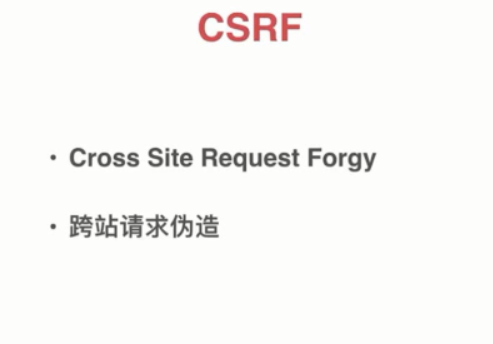 CSRF
• Cross Site Request Forgy
• 跨站请求伪造